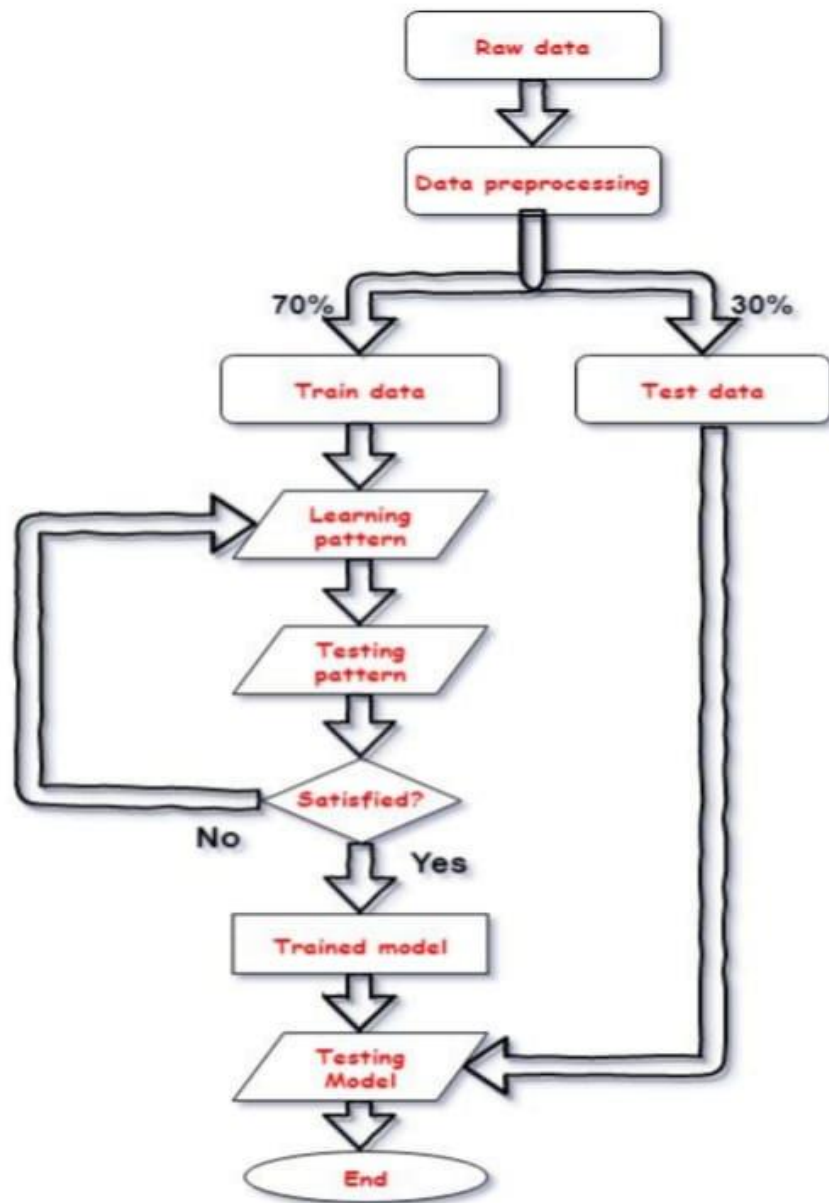 Raw data
Data preprocessing
70%
30%
Train data
Test data
Learning
pattern
Testing
pattern
Satisfied?
No
Yes
Trained model
Testing
Model
End